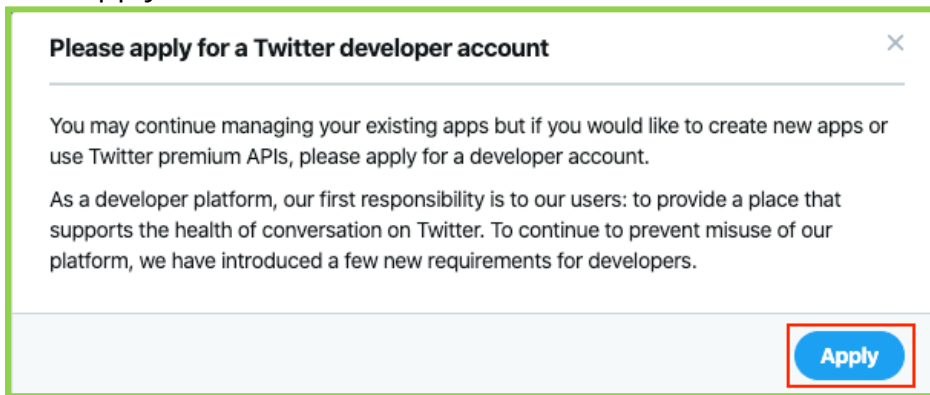 Please apply for a Twitter developer account
You may continue managing your existing apps but if you would like to create new apps or
use Twitter premium APIs, please apply for a developer account.
As a developer platform, our first responsibility is to our users: to provide a place that
supports the health of conversation on Twitter. To continue to prevent misuse of our
platform, we have introduced a few new requirements for developers.
Apply